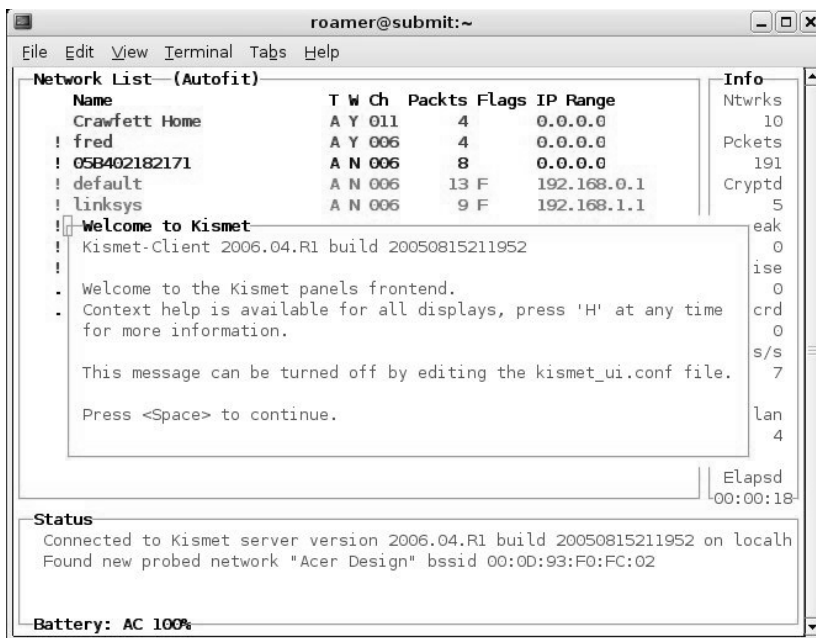 roamer@submit:~
File Edit View Terminal Tabs Help
Network List (Autofit)
Name T W Ch Packts Flags IP Range
Crawfett Home A Y 011 4 0.0.0.0
! fred A Y 006 4 0.0.0.0
! 05B402182171 A N 006 8 0.0.0.0
! default A N 006 13 F 192.168.0.1
! linksys A N 006 9 F 192.168.1.1
!
!
!
.
.
Welcome to Kismet
Kismet-Client 2006.04.R1 build 20050815211952
Welcome to the Kismet panels frontend.
Context help is available for all displays, press 'H' at any time
for more information.
This message can be turned off by editing the kismet_ui.conf file.
Press <Space> to continue.
Info
Ntwrks
10
Pckets
191
Cryptd
5
eak
0
ise
0
crd
0
s/s
7
lan
4
Elapsd
00:00:18
Status
Connected to Kismet server version 2006.04.R1 build 20050815211952 on localh
Found new probed network "Acer Design" bssid 00:0D:93:F0:FC:02
Battery: AC 100%